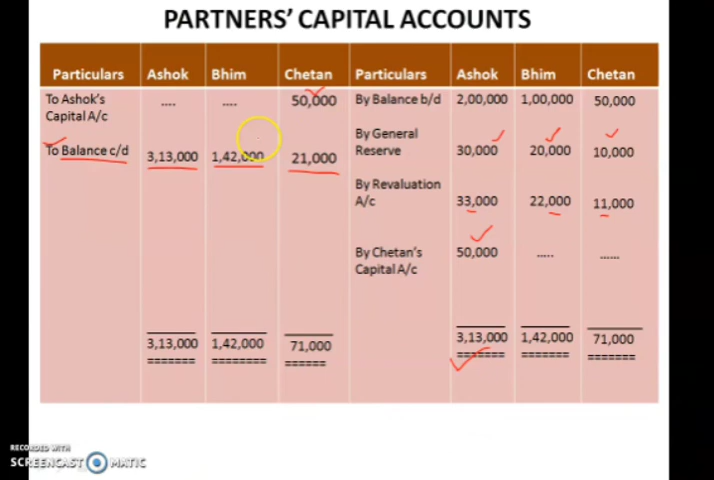 PARTNERS' CAPITAL ACCOUNTS
Particulars Ashok Bhim Chetan Particulars Ashok Bhim Chetan
To Ashok's .... .... 50,000 By Balance b/d 2,00,000 1,00,000 50,000
Capital A/c
By General
To Balance c/d 3,13,000 1,42,000 21,000 Reserve 30,000 20,000 10,000
By Revaluation
A/c 33,000 22,000 11,000
By Chetan's 50,000 ..... ......
Capital A/c
3,13,000 1,42,000 71,000 3,13,000 1,42,000 71,000
======= ======== ====== ======= ======= =======
RECORDED WITH
SCREENCAST MATIC